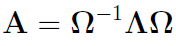 𝐀 = 𝛀⁻¹𝚲𝛀